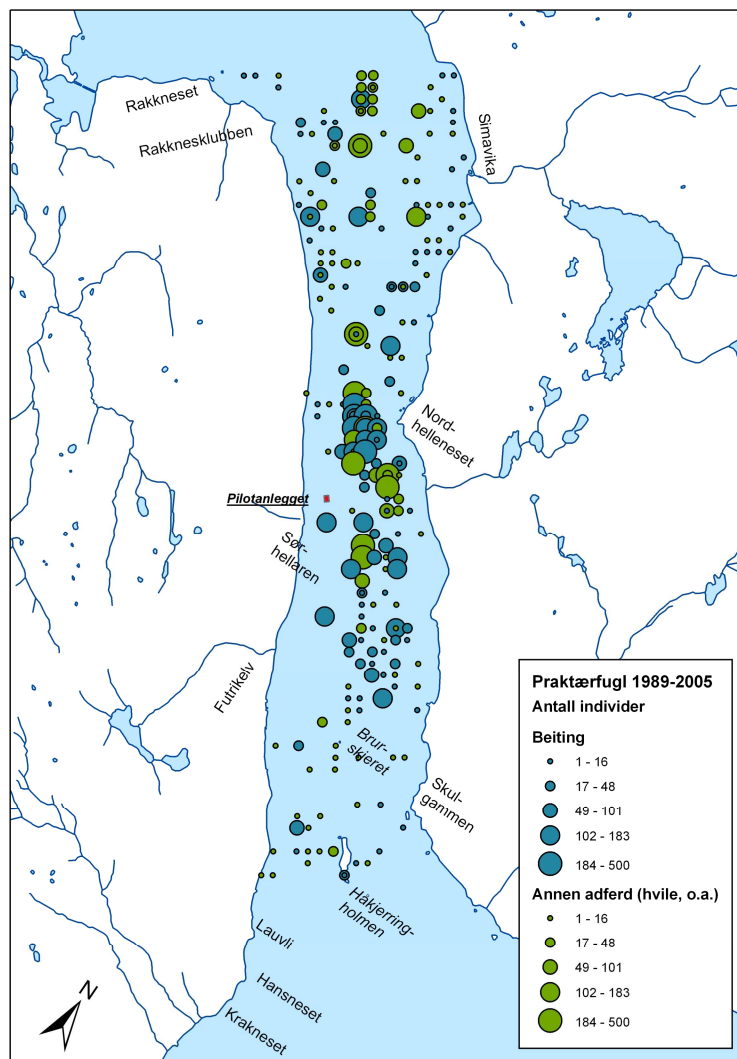 Rakkneset
Rakknesklubben
Simavika
Nord-
helleneset
Pilotanlegget
Sør-
hellaren
Futrikelv
Brur-
skjeret
Skul-
gammen
Håkjerring-
holmen
Lauvli
Hansneset
Krakneset
N
Praktærfugl 1989-2005
Antall individer
Beiting
1 - 16
17 - 48
49 - 101
102 - 183
184 - 500
Annen adferd (hvile, o.a.)
1 - 16
17 - 48
49 - 101
102 - 183
184 - 500